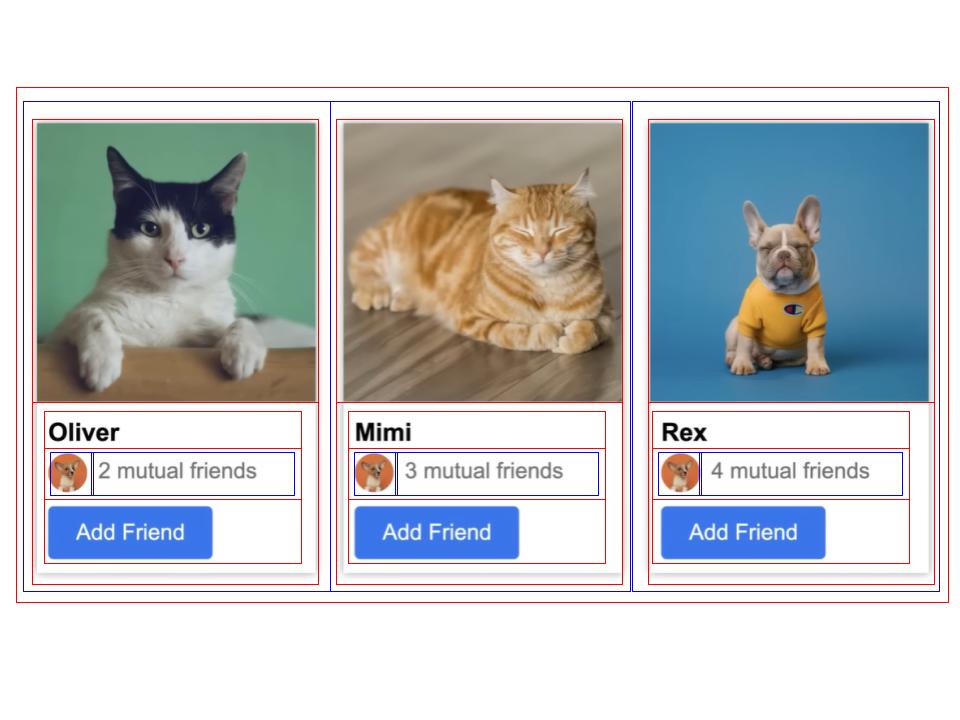 Oliver
2 mutual friends
Add Friend
Mimi
3 mutual friends
Add Friend
Rex
4 mutual friends
Add Friend